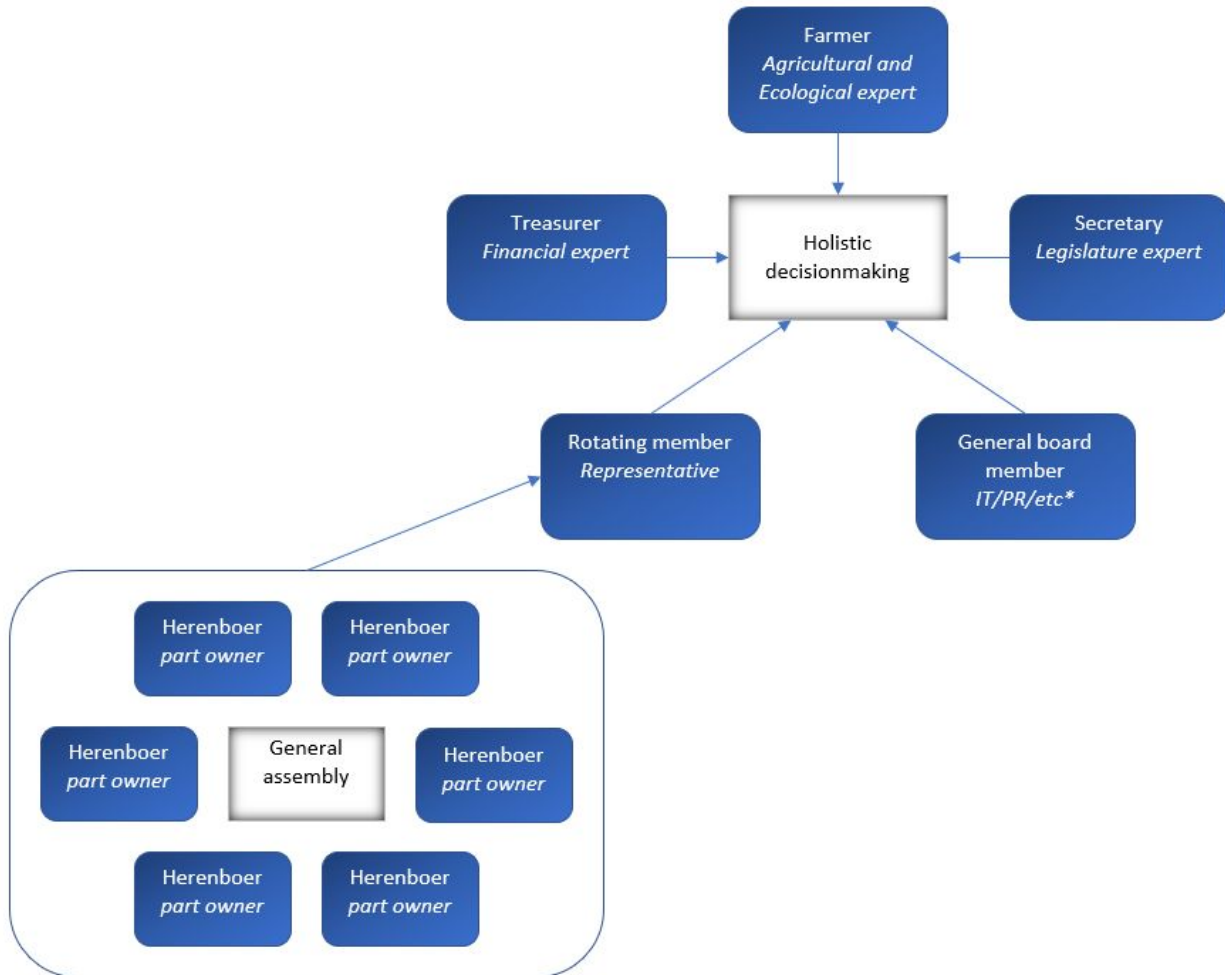 Farmer
Agricultural and
Ecological expert
Treasurer
Financial expert
Holistic
decisionmaking
Secretary
Legislature expert
Rotating member
Representative
General board
member
IT/PR/etc*
Herenboer
part owner
Herenboer
part owner
Herenboer
part owner
General
assembly
Herenboer
part owner
Herenboer
part owner
Herenboer
part owner